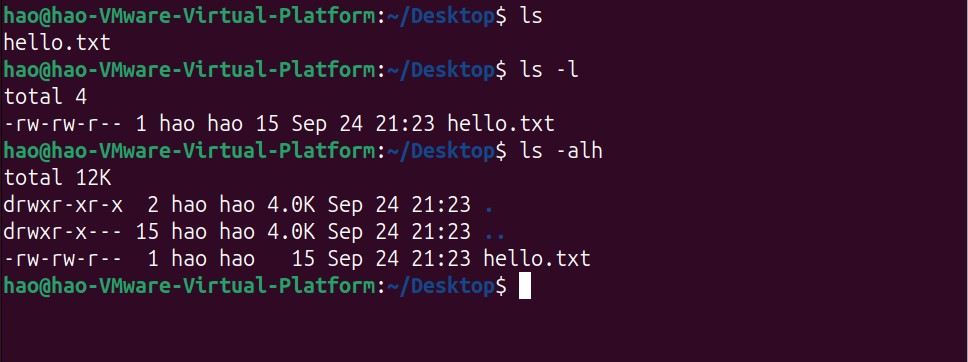 hao@hao-VMware-Virtual-Platform:~/Desktop$ ls
hello.txt
hao@hao-VMware-Virtual-Platform:~/Desktop$ ls -l
total 4
-rw-rw-r-- 1 hao hao 15 Sep 24 21:23 hello.txt
hao@hao-VMware-Virtual-Platform:~/Desktop$ ls -alh
total 12K
drwxr-xr-x  2 hao hao 4.0K Sep 24 21:23 .
drwxr-x--- 15 hao hao 4.0K Sep 24 21:23 ..
-rw-rw-r--  1 hao hao   15 Sep 24 21:23 hello.txt
hao@hao-VMware-Virtual-Platform:~/Desktop$